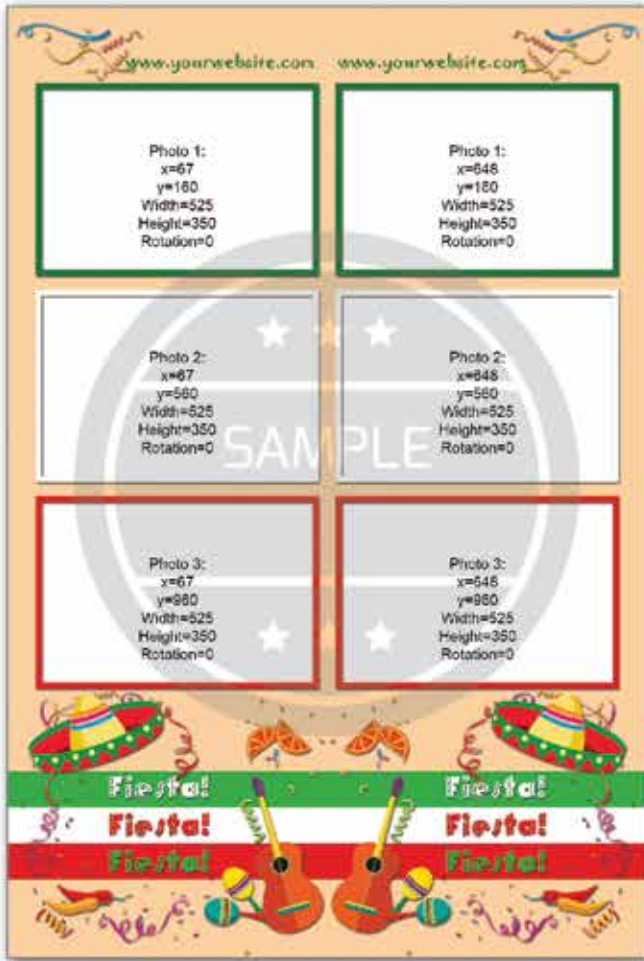 www.yourwebsite.com www.yourwebsite.com
Photo 1:
x=67
y=160
Width=525
Height=350
Rotation=0
Photo 1:
x=648
y=160
Width=525
Height=350
Rotation=0
Photo 2:
x=67
y=560
Width=525
Height=350
Rotation=0
Photo 2:
x=648
y=560
Width=525
Height=350
Rotation=0
SAMPLE
Photo 3:
x=67
y=960
Width=525
Height=350
Rotation=0
Photo 3:
x=648
y=960
Width=525
Height=350
Rotation=0
Fiesta! Fiesta!
Fiesta! Fiesta!
Fiesta! Fiesta!